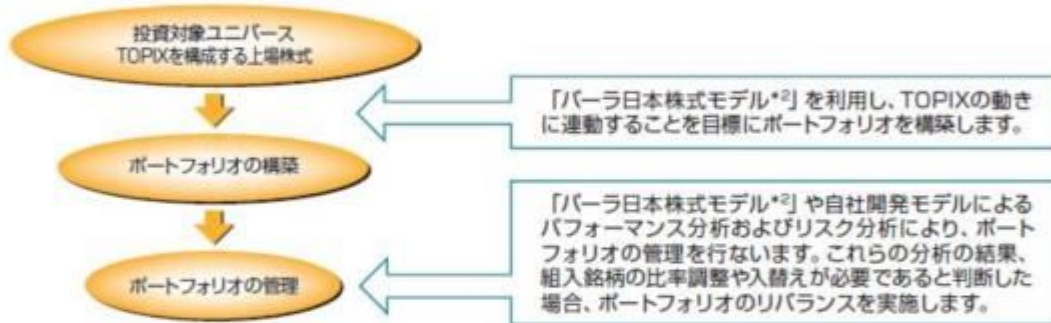 投資対象ユニバース
TOPIXを構成する上場株式
「バーラ日本株式モデル*2」を利用し、TOPIXの動き
に連動することを目標にポートフォリオを構築します。
ポートフォリオの構築
「バーラ日本株式モデル*2」や自社開発モデルによる
パフォーマンス分析およびリスク分析により、ポート
フォリオの管理を行ないます。これらの分析の結果、
組入銘柄の比率調整や入替えが必要であると判断した
場合、ポートフォリオのリバランスを実施します。
ポートフォリオの管理